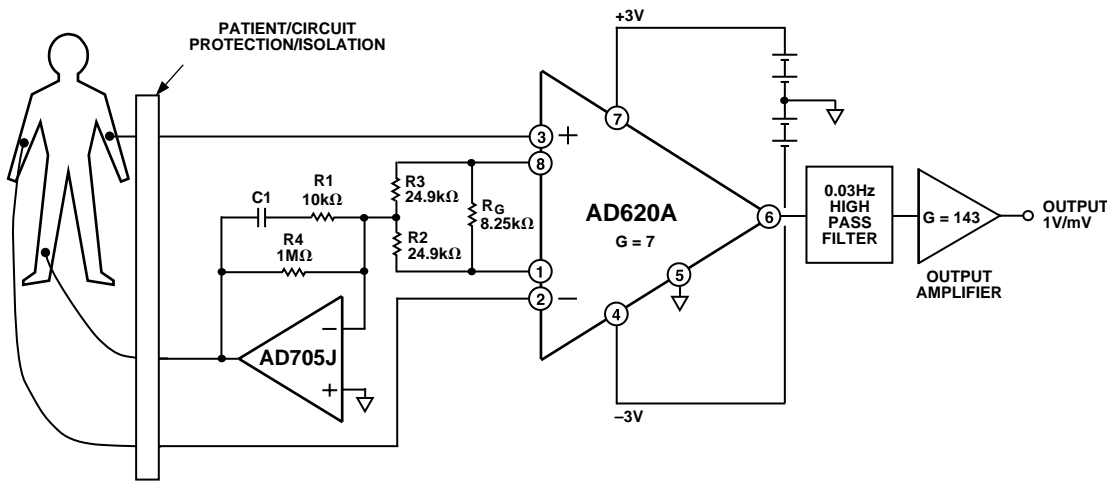 PATIENT/CIRCUIT
PROTECTION/ISOLATION
+3V
3
+
8
7
C1
R1
10kΩ
R3
24.9kΩ
RG
8.25kΩ
R4
1MΩ
R2
24.9kΩ
AD620A
G = 7
6
0.03Hz
HIGH
PASS
FILTER
G = 143
OUTPUT
1V/mV
OUTPUT
AMPLIFIER
1
2
–
5
4
–
AD705J
+
–3V